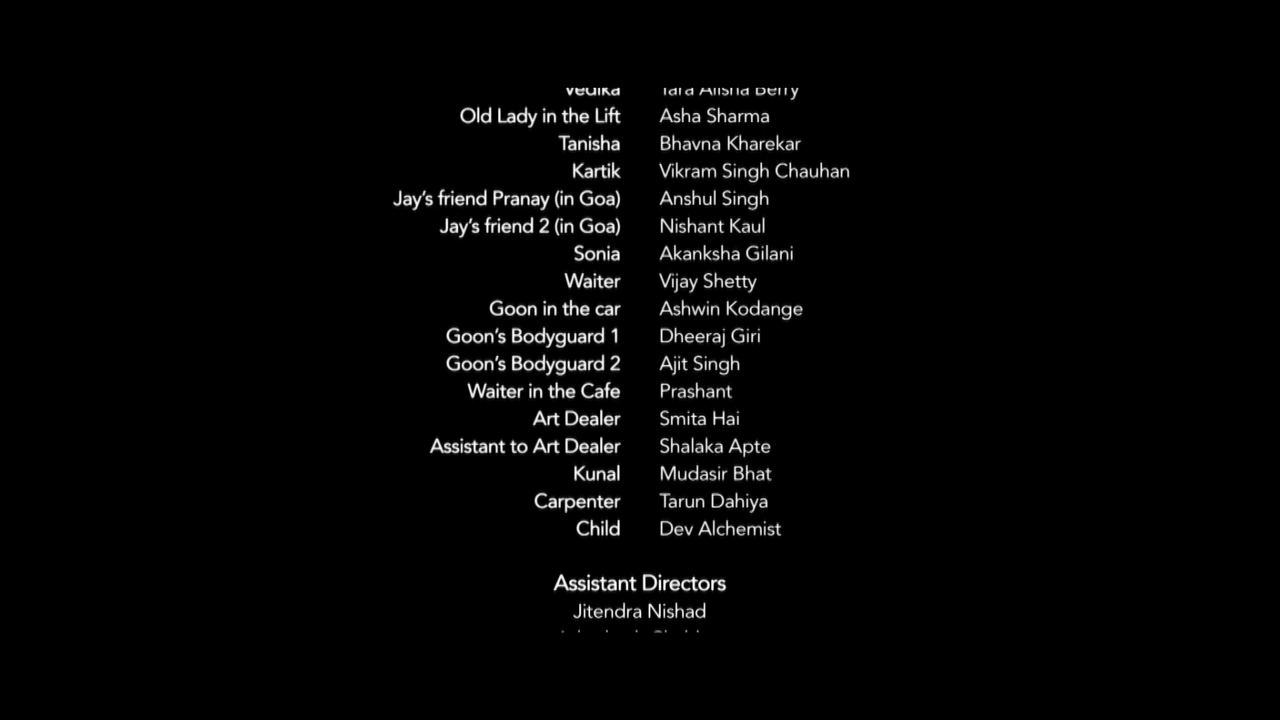 Vedika Tara Alisha Berry
Old Lady in the Lift Asha Sharma
Tanisha Bhavna Kharekar
Kartik Vikram Singh Chauhan
Jay's friend Pranay (in Goa) Anshul Singh
Jay's friend 2 (in Goa) Nishant Kaul
Sonia Akanksha Gilani
Waiter Vijay Shetty
Goon in the car Ashwin Kodange
Goon's Bodyguard 1 Dheeraj Giri
Goon's Bodyguard 2 Ajit Singh
Waiter in the Cafe Prashant
Art Dealer Smita Hai
Assistant to Art Dealer Shalaka Apte
Kunal Mudasir Bhat
Carpenter Tarun Dahiya
Child Dev Alchemist
Assistant Directors
Jitendra Nishad